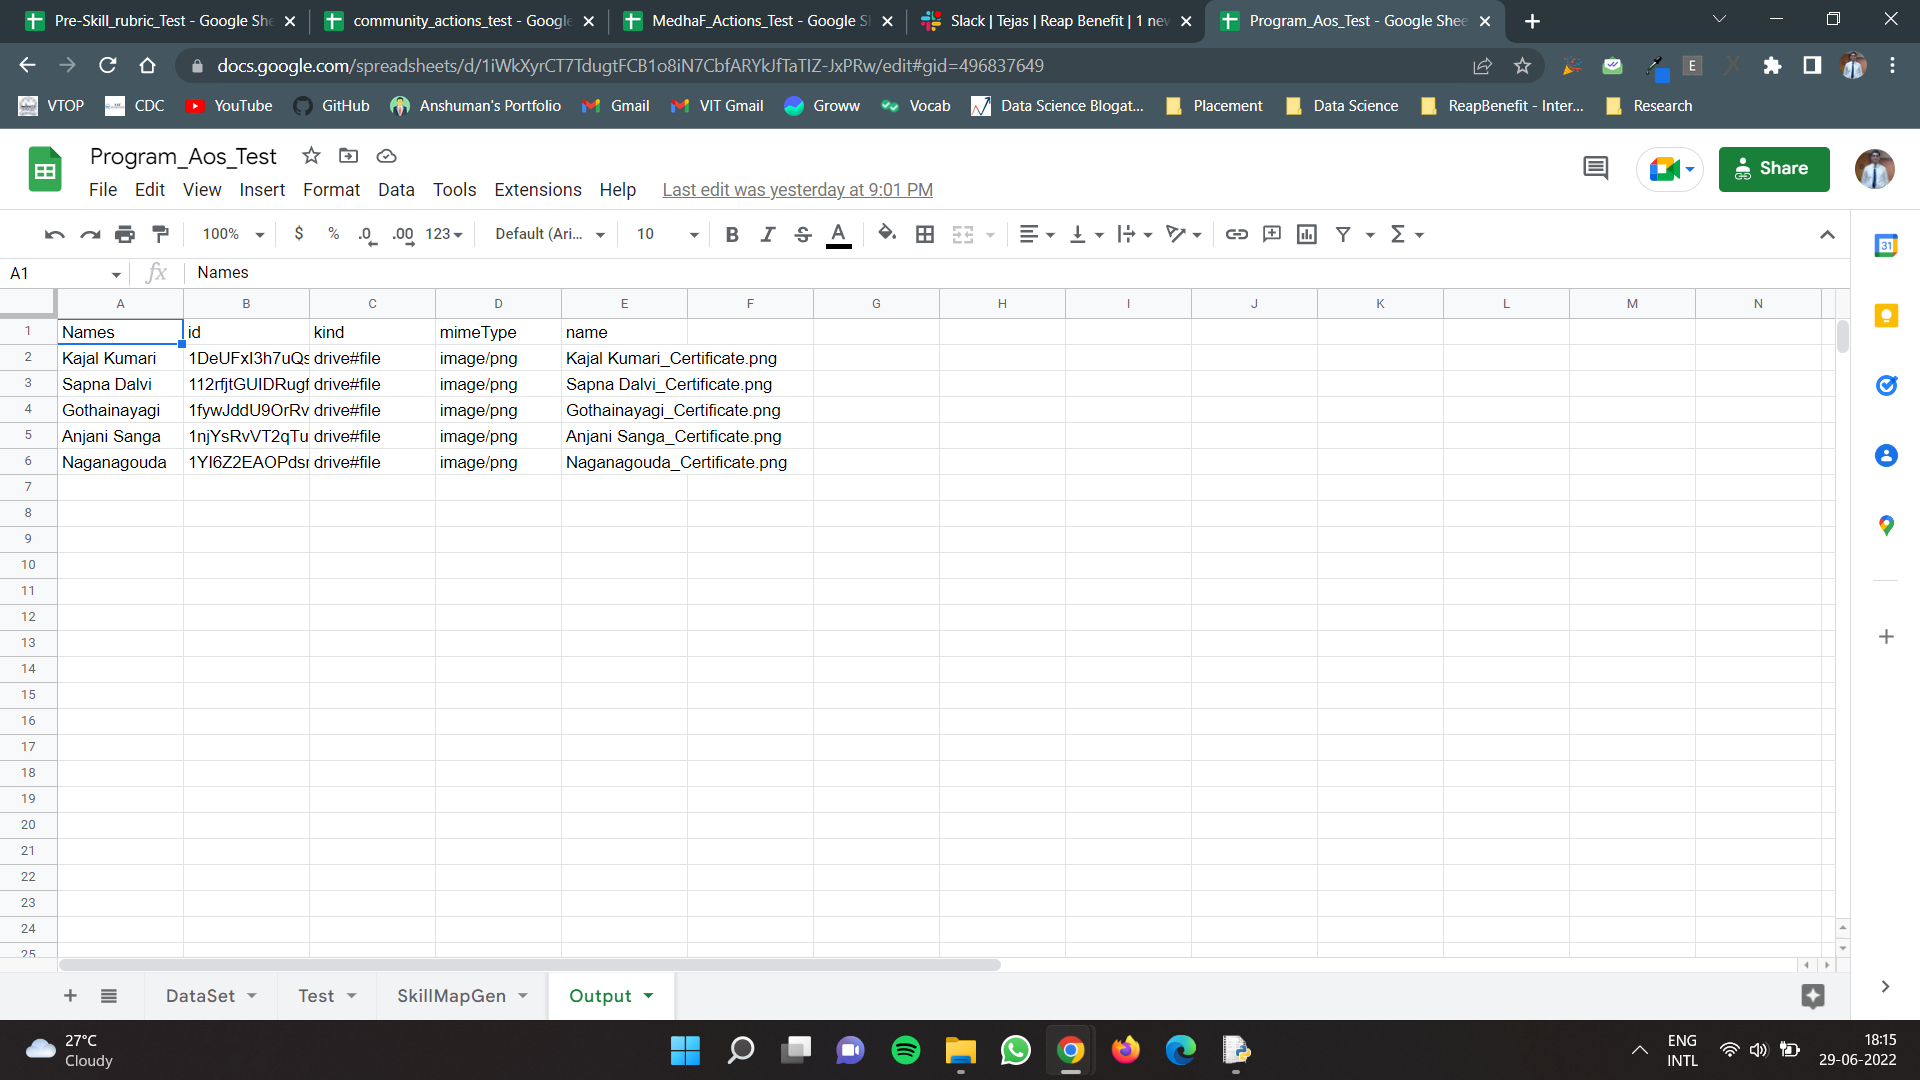 Pre-Skill_rubric_Test - Google She
community_actions_test - Google
MedhaF_Actions_Test - Google S
Slack | Tejas | Reap Benefit | 1 new
Program_Aos_Test - Google Shee
docs.google.com/spreadsheets/d/1iWkXyrCT7TdugtFCB1o8iN7CbfARYkJfTaTIZ-JxPRw/edit#gid=496837649
E
VTOP CDC YouTube GitHub Anshuman's Portfolio Gmail VIT Gmail Groww Vocab Data Science Blogat... Placement Data Science ReapBenefit - Inter... Research
Program_Aos_Test
File Edit View Insert Format Data Tools Extensions Help Last edit was yesterday at 9:01 PM
Share
100% $ % .0 .00 123 Default (Ari... 10 B I S A Σ
31
A1 fx Names
A B C D E F G H I J K L M N
1 Names id kind mimeType name
2 Kajal Kumari 1DeUFxI3h7uQs drive#file image/png Kajal Kumari_Certificate.png
3 Sapna Dalvi 112rfjtGUIDRugf drive#file image/png Sapna Dalvi_Certificate.png
4 Gothainayagi 1fywJddU9OrRv drive#file image/png Gothainayagi_Certificate.png
5 Anjani Sanga 1njYsRvVT2qTu drive#file image/png Anjani Sanga_Certificate.png
6 Naganagouda 1YI6Z2EAOPdsr drive#file image/png Naganagouda_Certificate.png
7
8
9
10
11
12
13
14
15
16
17
18
19
20
21
22
23
24
25
DataSet Test SkillMapGen Output
27°C
Cloudy
ENG
INTL
18:15
29-06-2022